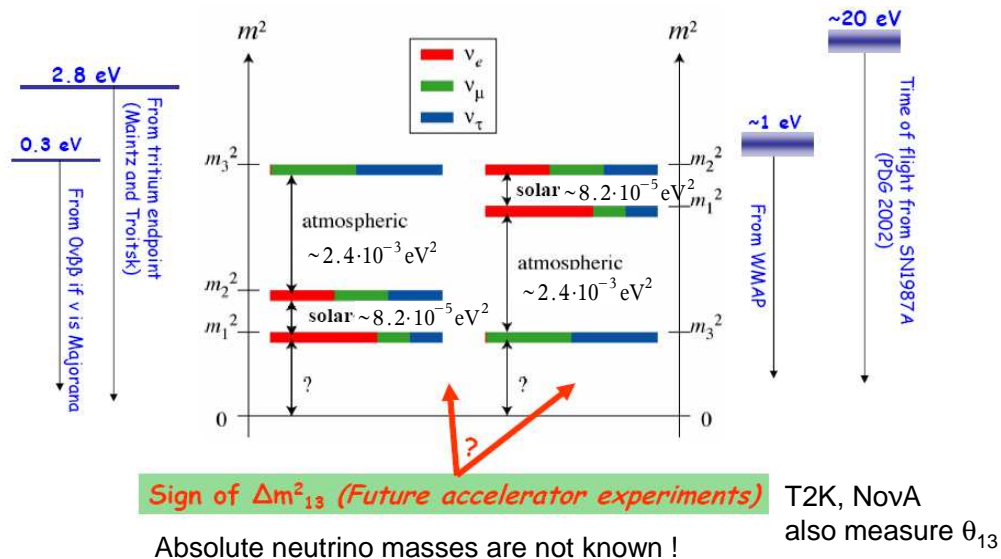 ~20 eV
m²
m²
νe
νμ
ντ
2.8 eV
From tritium endpoint
(Maintz and Troitsk)
0.3 eV
From 0νββ if ν is Majorana
~1 eV
From WMAP
Time of flight from SN1987A
(PDG 2002)
m₃²
m₂²
solar ~8.2·10⁻⁵eV²
m₁²
atmospheric
~2.4·10⁻³eV²
atmospheric
~2.4·10⁻³eV²
m₂²
solar ~8.2·10⁻⁵eV²
m₁²
m₃²
?
?
0
0
?
Sign of Δm²₁₃ (Future accelerator experiments)
T2K, NoνA
also measure θ₁₃
Absolute neutrino masses are not known !